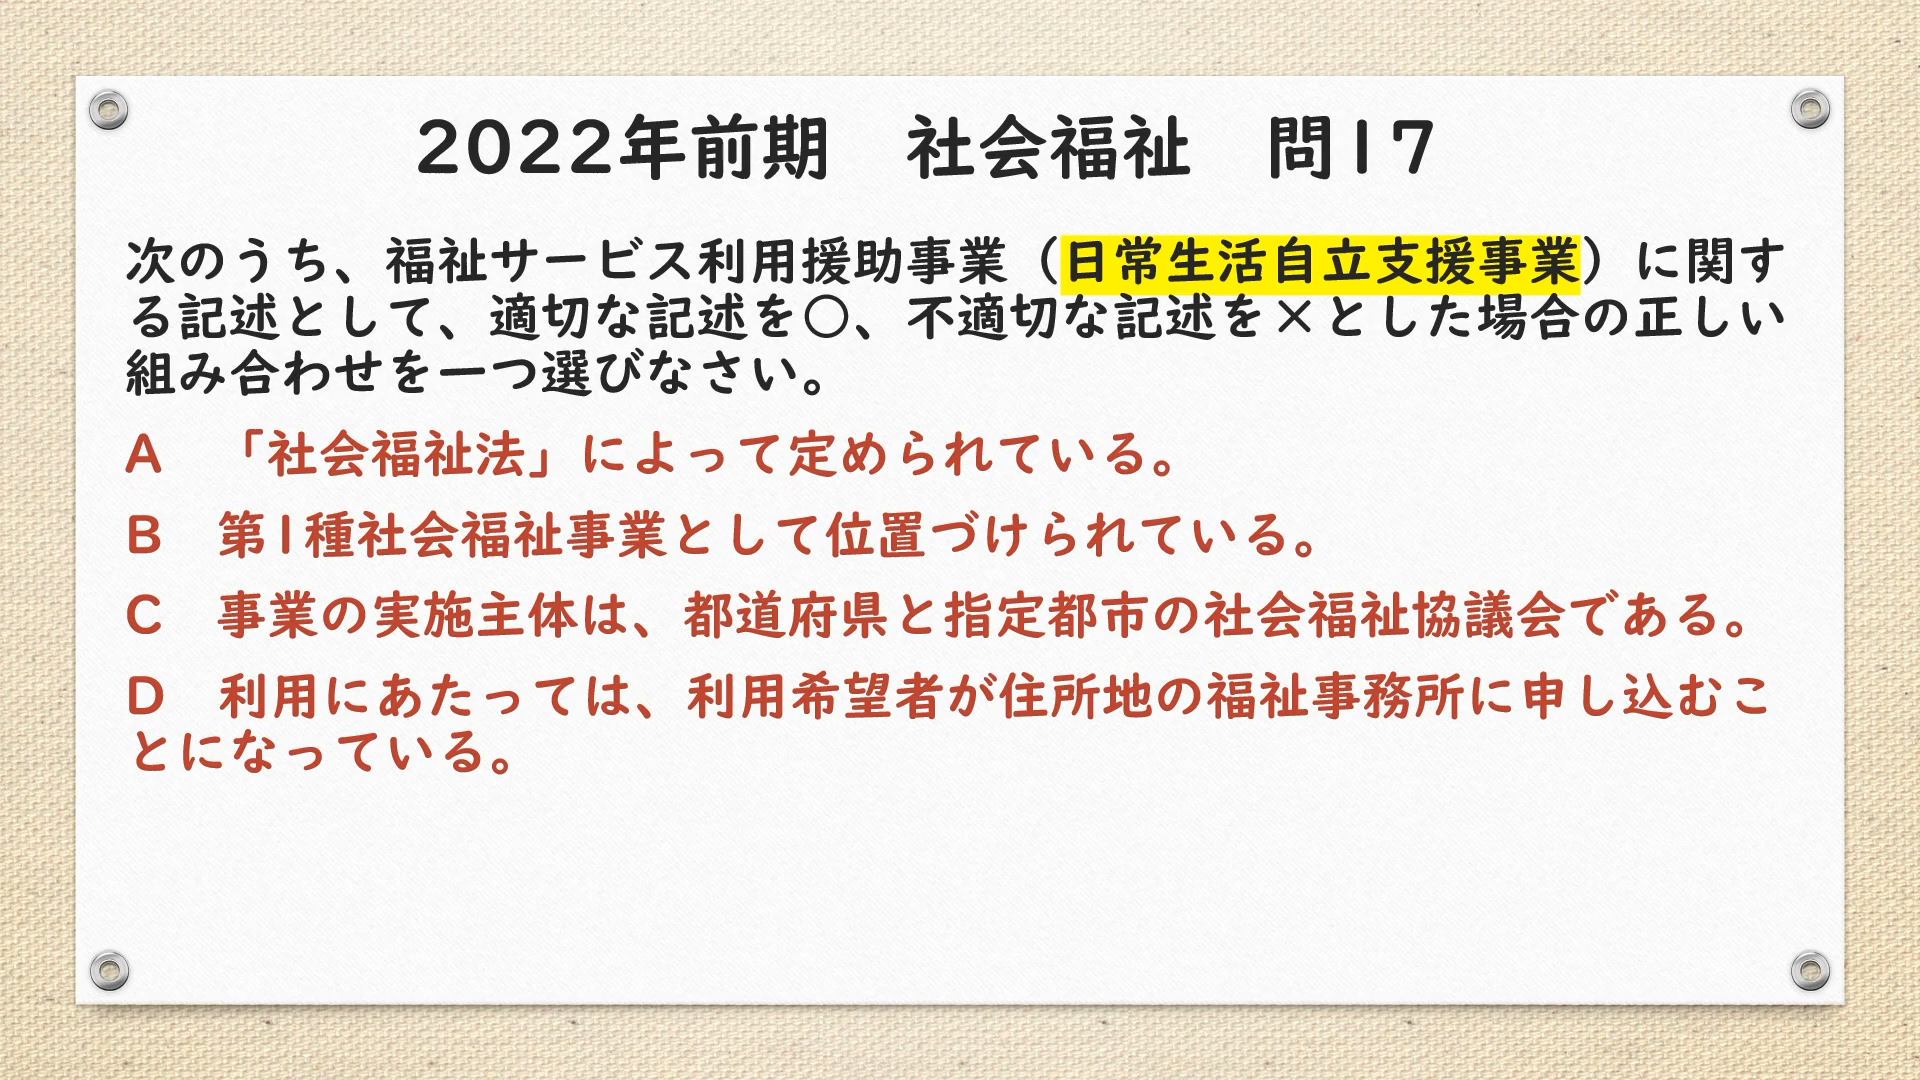 2022年前期　社会福祉　問17
次のうち、福祉サービス利用援助事業（日常生活自立支援事業）に関す
る記述として、適切な記述を○、不適切な記述を×とした場合の正しい
組み合わせを一つ選びなさい。
A　「社会福祉法」によって定められている。
B　第1種社会福祉事業として位置づけられている。
C　事業の実施主体は、都道府県と指定都市の社会福祉協議会である。
D　利用にあたっては、利用希望者が住所地の福祉事務所に申し込むこ
とになっている。